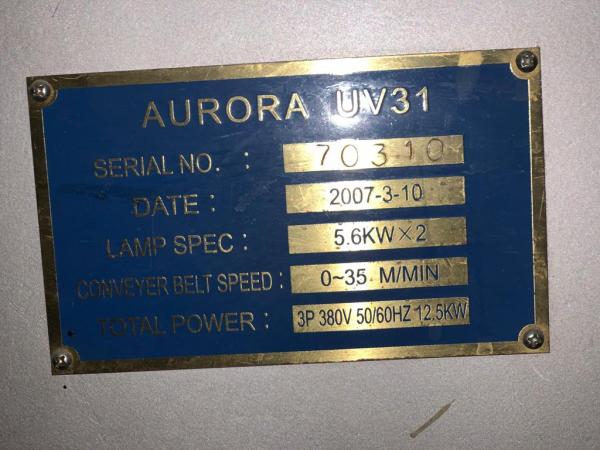 AURORA UV31
SERIAL NO. : 70310
DATE : 2007-3-10
LAMP SPEC : 5.6KW×2
CONVEYER BELT SPEED : 0~35 M/MIN
TOTAL POWER : 3P 380V 50/60HZ 12.5KW